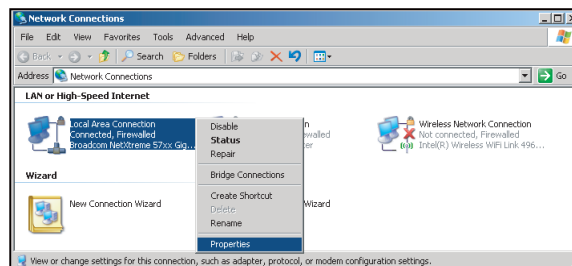 Network Connections
File Edit View Favorites Tools Advanced Help
Back Search Folders
Address Network Connections Go
LAN or High-Speed Internet
Local Area Connection
Connected, Firewalled
Broadcom NetXtreme 57xx Gig...
Disable
Status
Repair
Bridge Connections
Create Shortcut
Delete
Rename
Properties
Wireless Network Connection
Not connected, Firewalled
Intel(R) Wireless WiFi Link 496...
Wizard
New Connection Wizard
Wizard
View or change settings for this connection, such as adapter, protocol, or modem configuration settings.